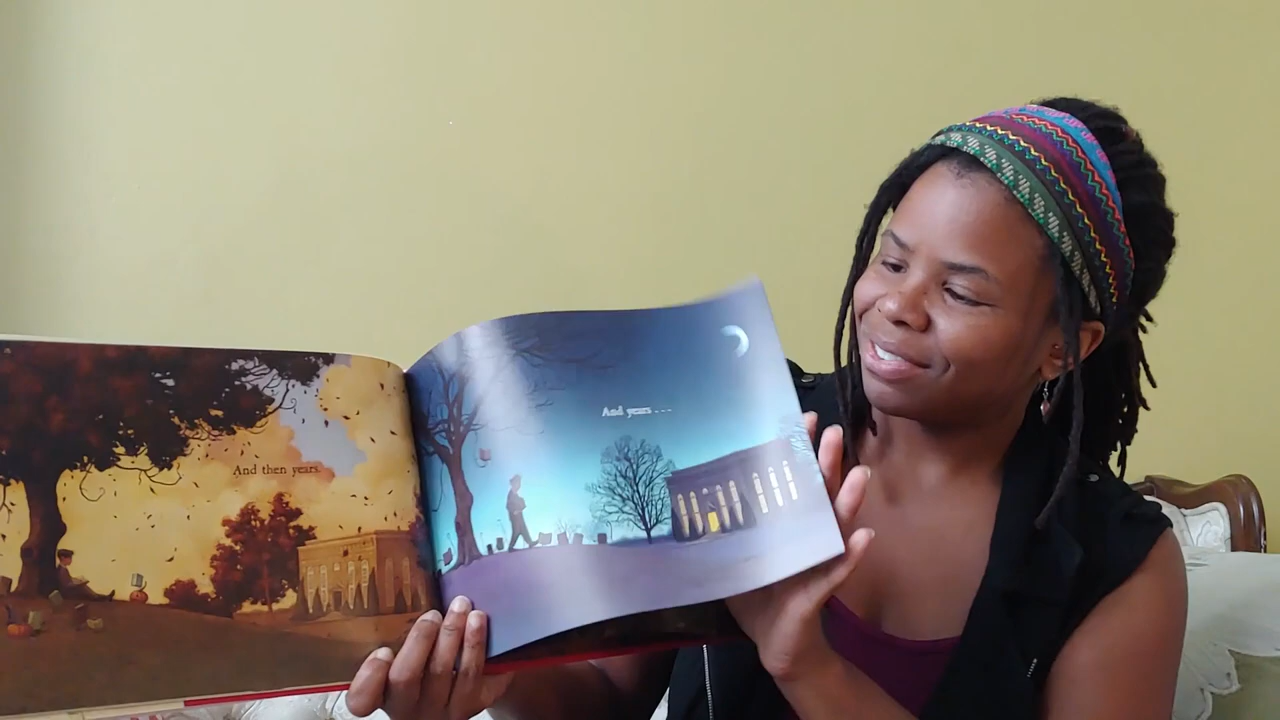 And then years.
And years . . .